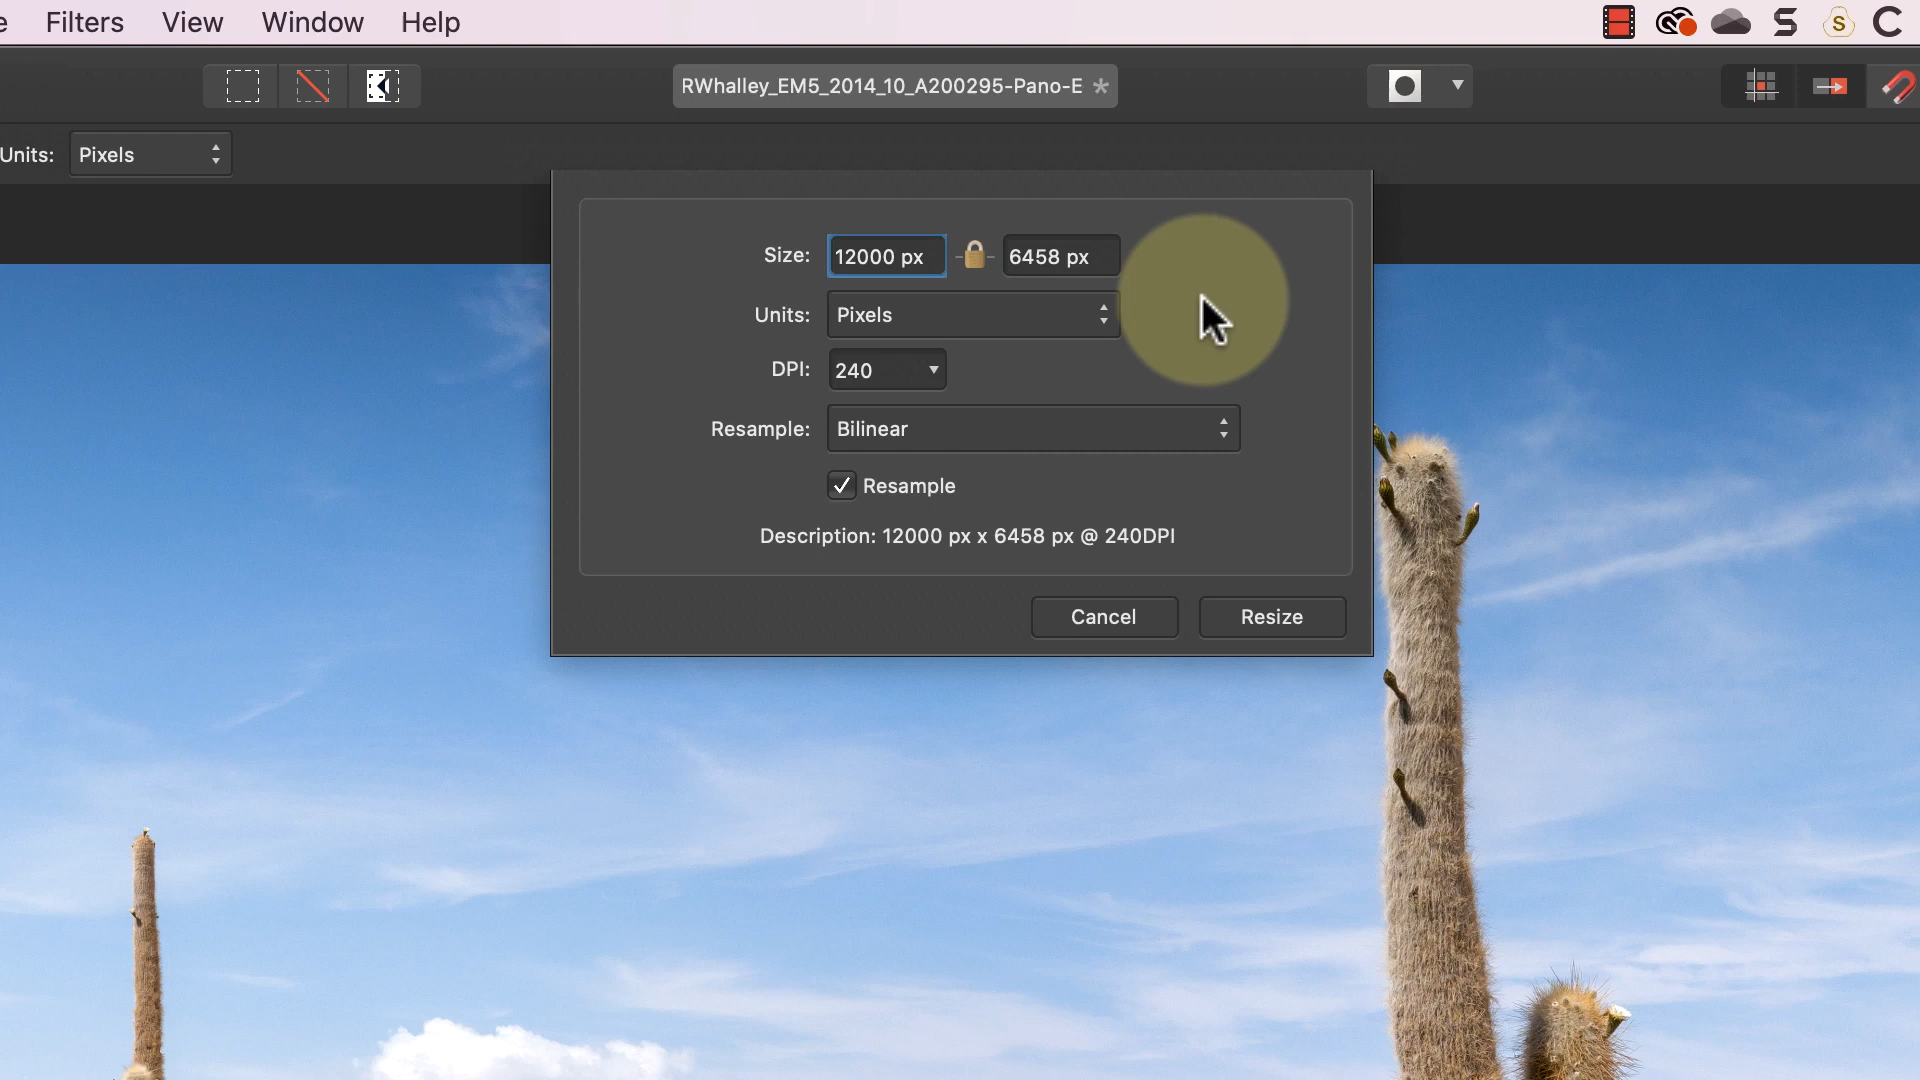 Filters View Window Help
S S C
RWhalley_EM5_2014_10_A200295-Pano-E *
Units: Pixels
Size: 12000 px 6458 px
Units: Pixels
DPI: 240
Resample: Bilinear
Resample
Description: 12000 px x 6458 px @ 240DPI
Cancel Resize